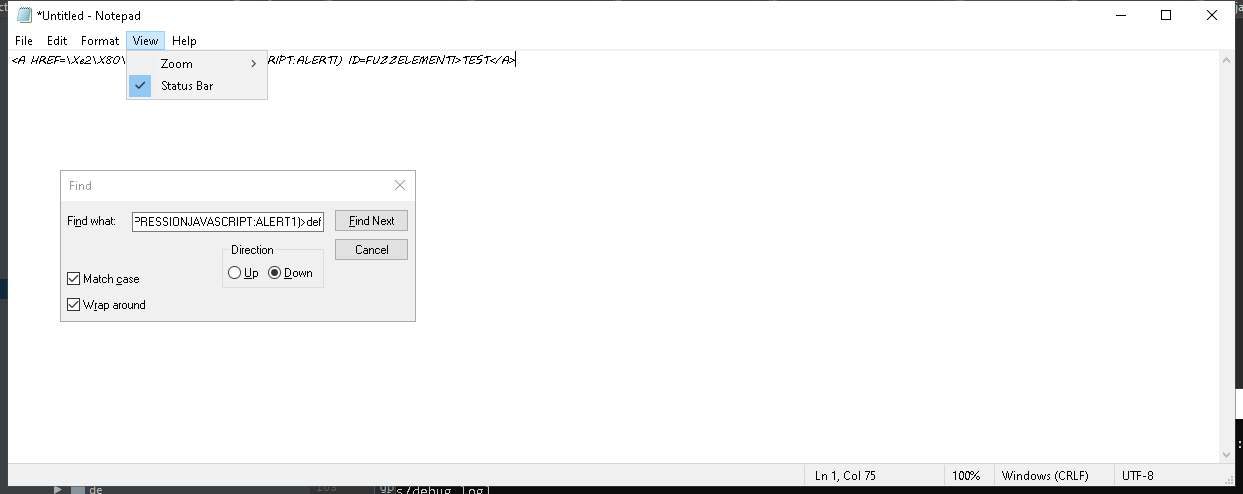 *Untitled - Notepad
File Edit Format View Help
<A HREF=\Xe2\X80\ RIPT:ALERT1) ID=FUZZELEMENT1>TEST</A>
Zoom
Status Bar
Find
Find what: PRESSIONJAVASCRIPT:ALERT1)>def Find Next
Direction Cancel
Up Down
Match case
Wrap around
Ln 1, Col 75 100% Windows (CRLF) UTF-8
de s/debug.log]